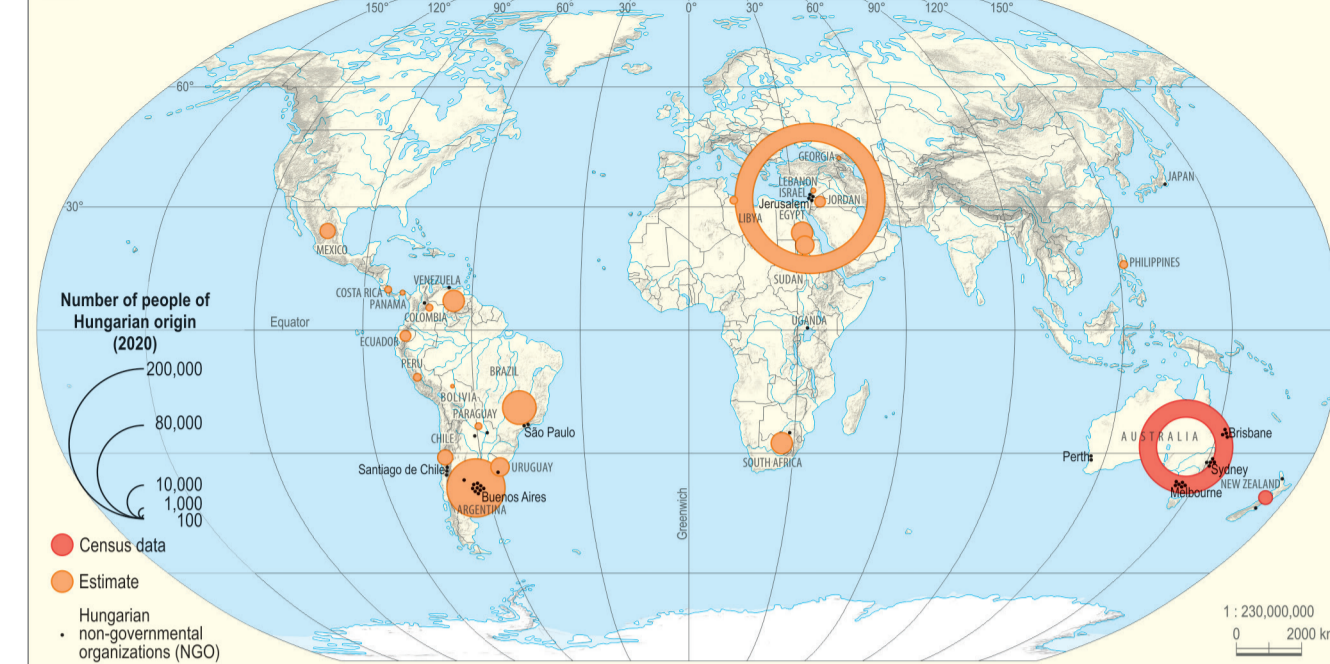 150° 120° 90° 60° 30° 0° 30° 60° 90° 120° 150°
60°
30°
GEORGIA
LEBANON
ISRAEL
Jerusalem
JORDAN
EGYPT
LIBYA
JAPAN
MEXICO
SUDAN
PHILIPPINES
VENEZUELA
COSTA RICA
PANAMA
COLOMBIA
Equator
UGANDA
ECUADOR
PERU
BRAZIL
BOLIVIA
PARAGUAY
CHILE
São Paulo
Santiago de Chile
URUGUAY
Buenos Aires
ARGENTINA
SOUTH AFRICA
Greenwich
AUSTRALIA
Brisbane
Perth
Sydney
NEW ZEALAND
Melbourne
Number of people of
Hungarian origin
(2020)
200,000
80,000
10,000
1,000
100
Census data
Estimate
Hungarian
non-governmental
organizations (NGO)
1 : 230,000,000
0 2000 km